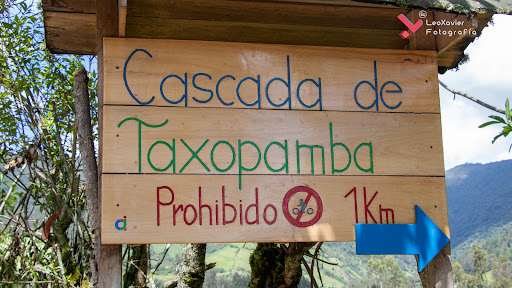 LeoXavier
Fotografía
Cascada de
Taxopamba
Prohibido 1Km